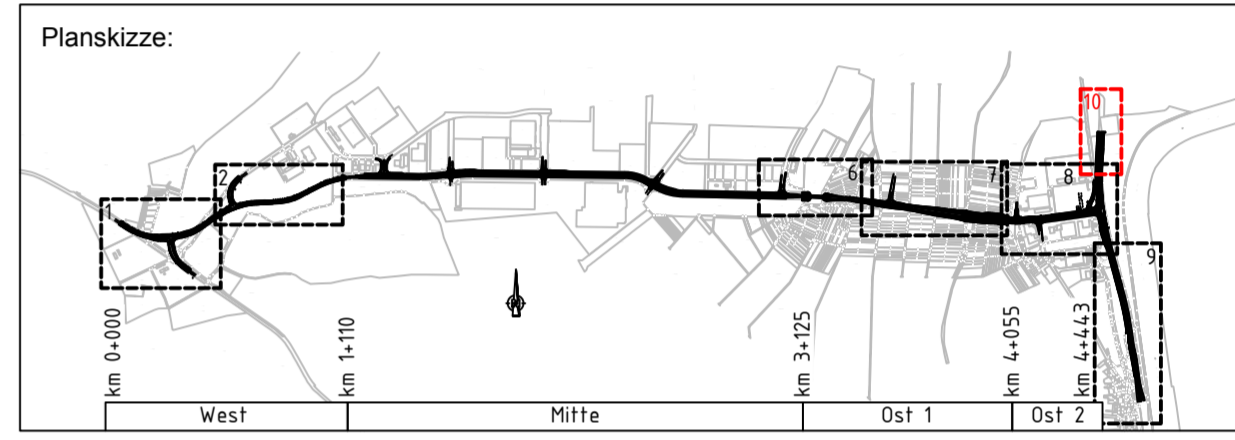 Planskizze:
10
2
6
7
8
1
9
km 0+000
km 1+110
km 3+125
km 4+055
km 4+443
West
Mitte
Ost 1
Ost 2